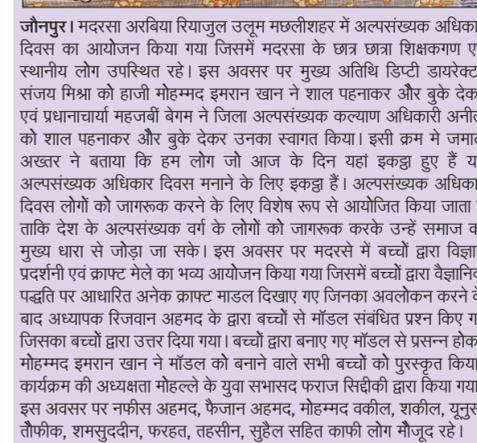 जौनपुर। मदरसा अरबिया रियाजुल उलूम मछलीशहर में अल्पसंख्यक अधिका
दिवस का आयोजन किया गया जिसमें मदरसा के छात्र छात्रा शिक्षकगण ए
स्थानीय लोग उपस्थित रहे। इस अवसर पर मुख्य अतिथि डिप्टी डायरेक्ट
संजय मिश्रा को हाजी मोहम्मद इमरान खान ने शाल पहनाकर और बुके देक
एवं प्रधानाचार्या महजबीं बेगम ने जिला अल्पसंख्यक कल्याण अधिकारी अनीत
को शाल पहनाकर और बुके देकर उनका स्वागत किया। इसी क्रम मे जमात
अख्तर ने बताया कि हम लोग जो आज के दिन यहां इकट्ठा हुए हैं य
अल्पसंख्यक अधिकार दिवस मनाने के लिए इकट्ठा हैं। अल्पसंख्यक अधिका
दिवस लोगों को जागरूक करने के लिए विशेष रूप से आयोजित किया जाता
ताकि देश के अल्पसंख्यक वर्ग के लोगों को जागरूक करके उन्हें समाज क
मुख्य धारा से जोड़ा जा सके। इस अवसर पर मदरसे में बच्चों द्वारा विज्ञा
प्रदर्शनी एवं क्राफ्ट मेले का भव्य आयोजन किया गया जिसमें बच्चों द्वारा वैज्ञानि
पद्धति पर आधारित अनेक क्राफ्ट माडल दिखाए गए जिनका अवलोकन करने वे
बाद अध्यापक रिजवान अहमद के द्वारा बच्चों से मॉडल संबंधित प्रश्न किए ग
जिसका बच्चों द्वारा उत्तर दिया गया। बच्चों द्वारा बनाए गए मॉडल से प्रसन्न होक
मोहम्मद इमरान खान ने मॉडल को बनाने वाले सभी बच्चों को पुरस्कृत किया
कार्यक्रम की अध्यक्षता मोहल्ले के युवा सभासद फराज सिद्दीकी द्वारा किया गया
इस अवसर पर नफीस अहमद, फैजान अहमद, मोहम्मद वकील, शकील, यूनुस
तौफीक, शमसुददीन, फरहत, तहसीन, सुहैल सहित काफी लोग मौजूद रहे।